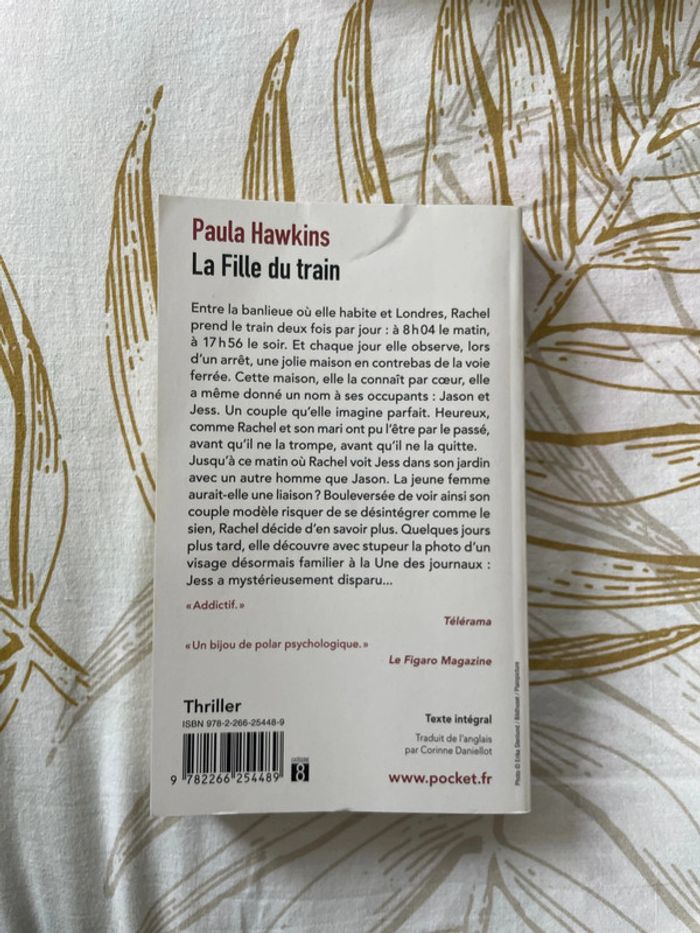 Paula Hawkins
La Fille du train
Entre la banlieue où elle habite et Londres, Rachel
prend le train deux fois par jour : à 8 h 04 le matin,
à 17 h 56 le soir. Et chaque jour elle observe, lors
d'un arrêt, une jolie maison en contrebas de la voie
ferrée. Cette maison, elle la connaît par cœur, elle
a même donné un nom à ses occupants : Jason et
Jess. Un couple qu'elle imagine parfait. Heureux,
comme Rachel et son mari ont pu l'être par le passé,
avant qu'il ne la trompe, avant qu'il ne la quitte.
Jusqu'à ce matin où Rachel voit Jess dans son jardin
avec un autre homme que Jason. La jeune femme
aurait-elle une liaison ? Bouleversée de voir ainsi son
couple modèle risquer de se désintégrer comme le
sien, Rachel décide d'en savoir plus. Quelques jours
plus tard, elle découvre avec stupeur la photo d'un
visage désormais familier à la Une des journaux :
Jess a mystérieusement disparu...
« Addictif. »
Télérama
« Un bijou de polar psychologique. »
Le Figaro Magazine
Thriller
ISBN 978-2-266-25448-9
9 782266 254489
8
Texte intégral
Traduit de l'anglais
par Corinne Daniellot
www.pocket.fr
Photo ©